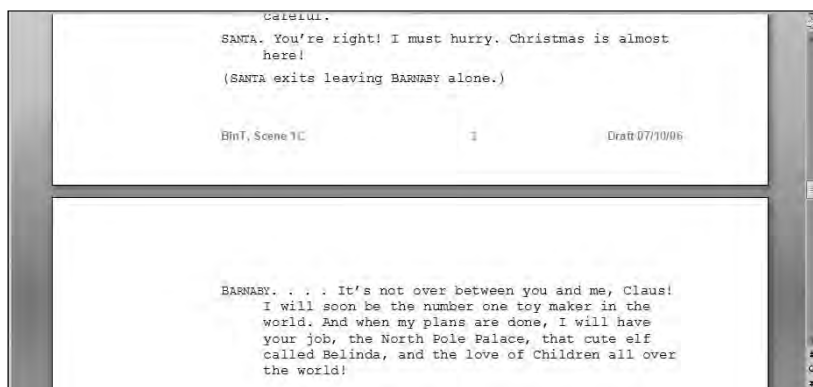 careful.
SANTA. You're right! I must hurry. Christmas is almost
here!
(SANTA exits leaving BARNABY alone.)
BinT, Scene 1C 1 Draft 07/10/06
BARNABY. . . . It's not over between you and me, Claus!
I will soon be the number one toy maker in the
world. And when my plans are done, I will have
your job, the North Pole Palace, that cute elf
called Belinda, and the love of Children all over
the world!